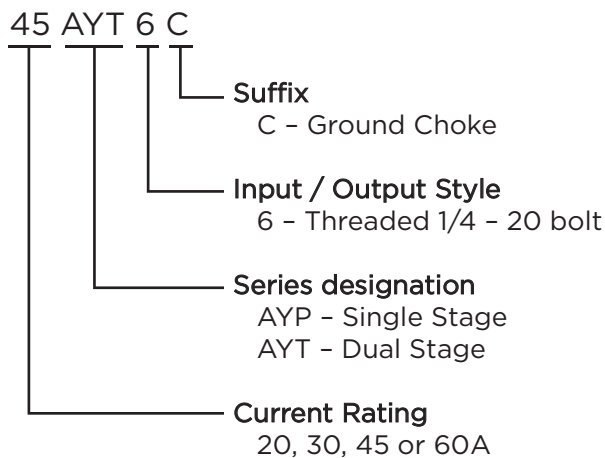 45 AYT 6 C
Suffix
C – Ground Choke
Input / Output Style
6 – Threaded 1/4 – 20 bolt
Series designation
AYP – Single Stage
AYT – Dual Stage
Current Rating
20, 30, 45 or 60A